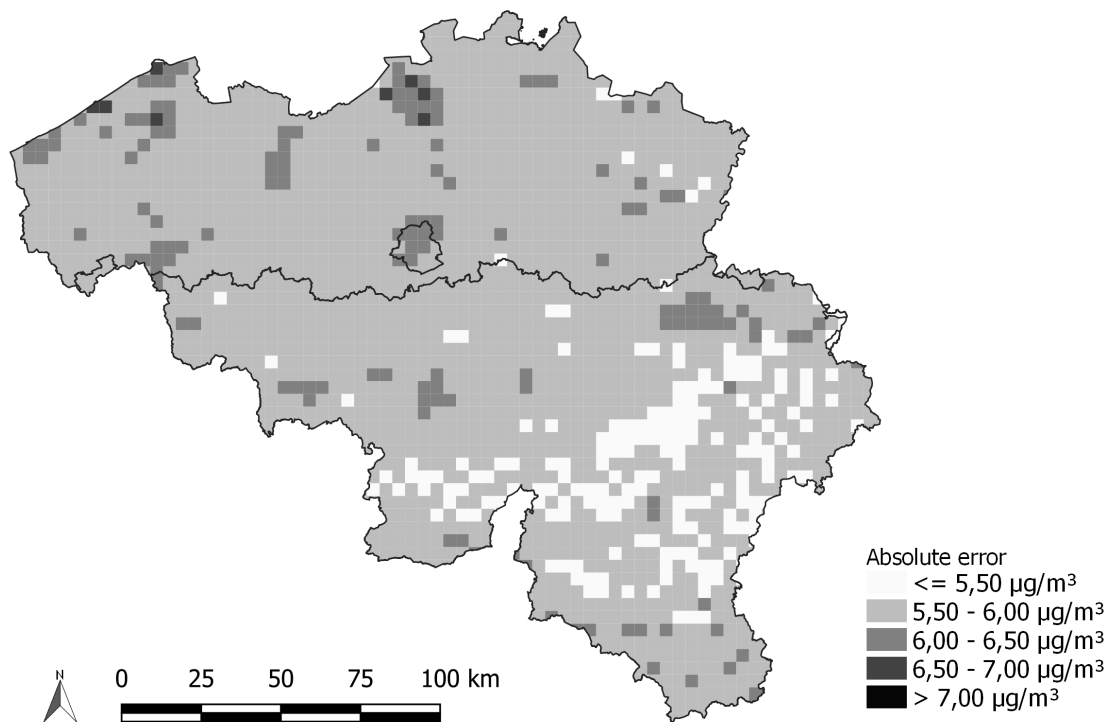 Absolute error
<= 5,50 µg/m³
5,50 - 6,00 µg/m³
6,00 - 6,50 µg/m³
6,50 - 7,00 µg/m³
> 7,00 µg/m³
N
0 25 50 75 100 km